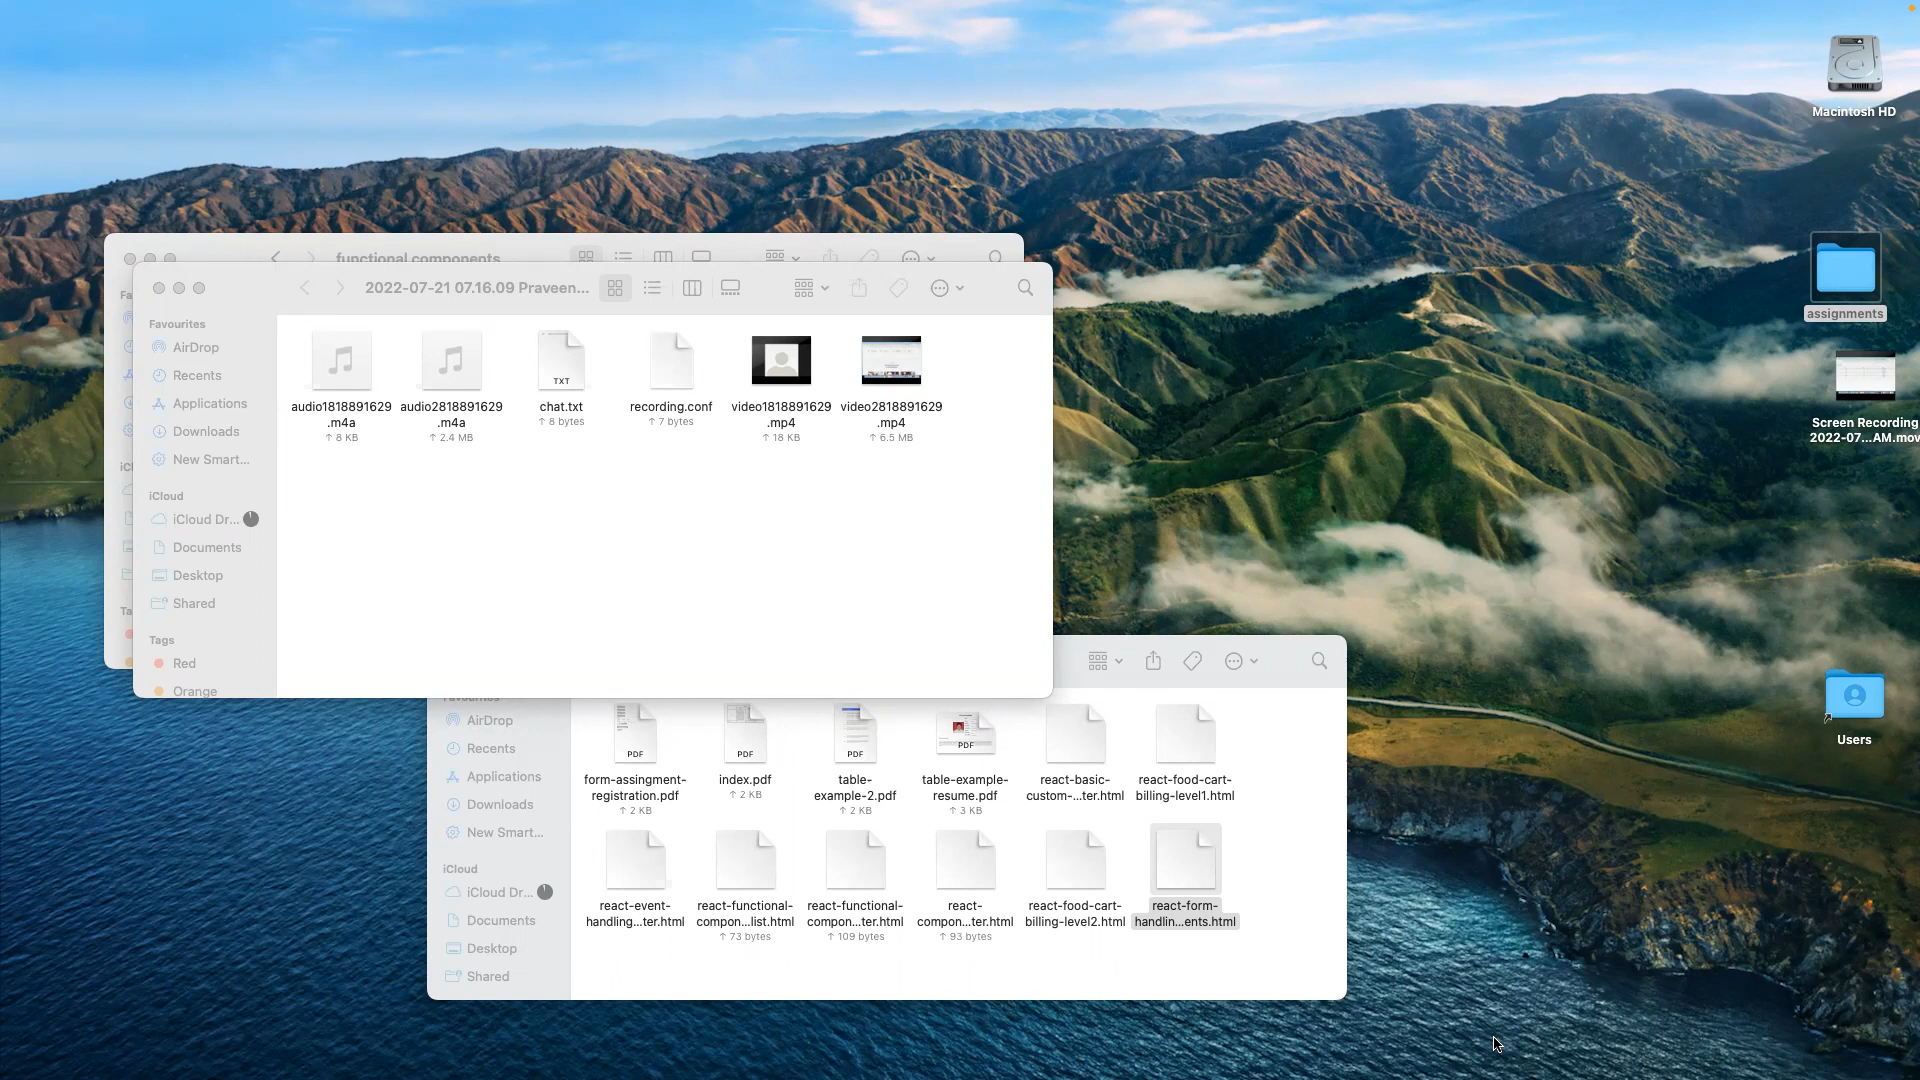 Macintosh HD
assignments
Screen Recording
2022-07...AM.mov
Users
functional components
Fa
iC
Ta
2022-07-21 07.16.09 Praveen...
Favourites
AirDrop
Recents
Applications
Downloads
New Smart...
iCloud
iCloud Dr...
Documents
Desktop
Shared
Tags
Red
Orange
TXT
audio1818891629
.m4a
↑ 8 KB
audio2818891629
.m4a
↑ 2.4 MB
chat.txt
↑ 8 bytes
recording.conf
↑ 7 bytes
video1818891629
.mp4
↑ 18 KB
video2818891629
.mp4
↑ 6.5 MB
AirDrop
Recents
Applications
Downloads
New Smart...
iCloud
iCloud Dr...
Documents
Desktop
Shared
PDF
form-assingment-
registration.pdf
↑ 2 KB
PDF
index.pdf
↑ 2 KB
PDF
table-
example-2.pdf
↑ 2 KB
PDF
table-example-
resume.pdf
↑ 3 KB
react-basic-
custom-...ter.html
react-food-cart-
billing-level1.html
react-event-
handling...ter.html
react-functional-
compon...list.html
↑ 73 bytes
react-functional-
compon...ter.html
↑ 109 bytes
react-
compon...ter.html
↑ 93 bytes
react-food-cart-
billing-level2.html
react-form-
handlin...ents.html